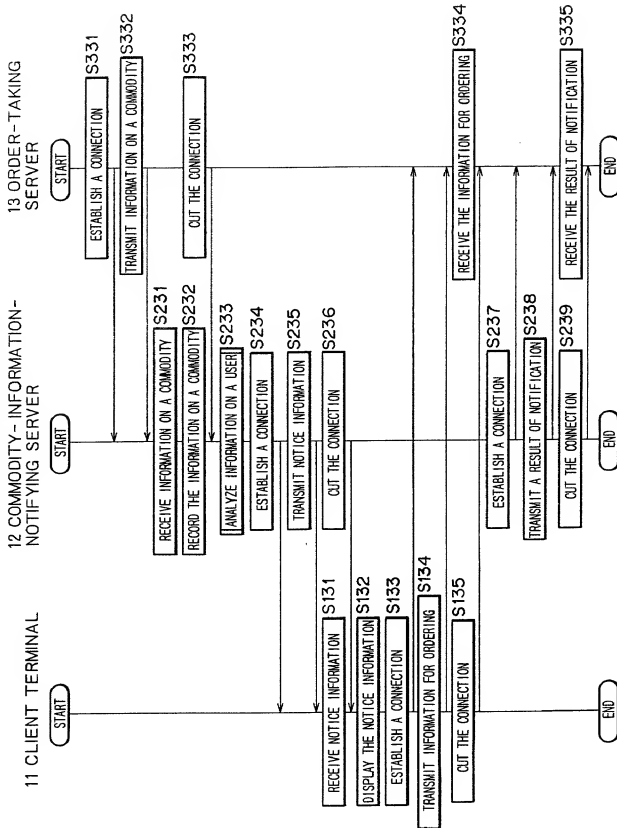 11 CLIENT TERMINAL
START
RECEIVE NOTICE INFORMATION
S131
DISPLAY THE NOTICE INFORMATION
S132
ESTABLISH A CONNECTION
S133
TRANSMIT INFORMATION FOR ORDERING
S134
CUT THE CONNECTION
S135
END
12 COMMODITY-INFORMATION-
NOTIFYING SERVER
START
RECEIVE INFORMATION ON A COMMODITY
S231
RECORD THE INFORMATION ON A COMMODITY
S232
ANALYZE INFORMATION ON A USER
S233
ESTABLISH A CONNECTION
S234
TRANSMIT NOTICE INFORMATION
S235
CUT THE CONNECTION
S236
ESTABLISH A CONNECTION
S237
TRANSMIT A RESULT OF NOTIFICATION
S238
CUT THE CONNECTION
S239
END
13 ORDER-TAKING
SERVER
START
ESTABLISH A CONNECTION
S331
TRANSMIT INFORMATION ON A COMMODITY
S332
CUT THE CONNECTION
S333
RECEIVE THE INFORMATION FOR ORDERING
S334
RECEIVE THE RESULT OF NOTIFICATION
S335
END